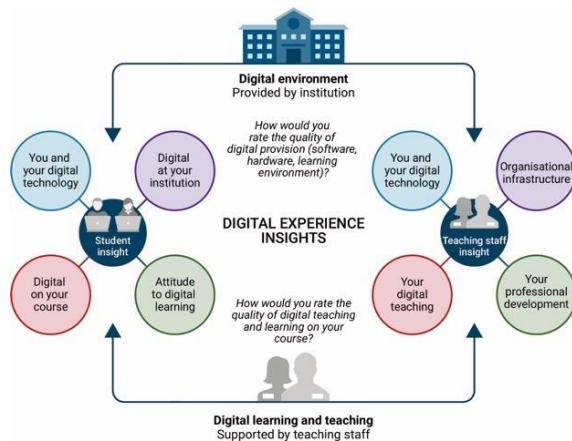 Digital environment
Provided by institution
How would you
rate the quality of
digital provision (software,
hardware, learning
environment)?
You and
your digital
technology
Digital
at your
institution
Student
insight
Digital
on your
course
Attitude
to digital
learning
DIGITAL EXPERIENCE
INSIGHTS
You and
your digital
technology
Organisational
infrastructure
Teaching staff
insight
Your
digital
teaching
Your
professional
development
How would you rate the
quality of digital teaching
and learning on your
course?
Digital learning and teaching
Supported by teaching staff